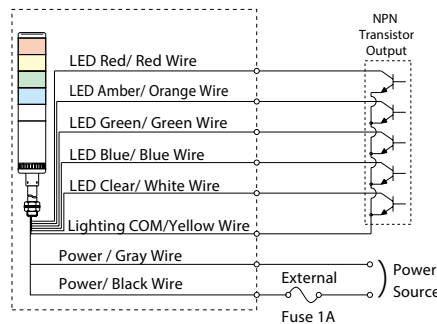 NPN
Transistor
Output
LED Red/ Red Wire
LED Amber/ Orange Wire
LED Green/ Green Wire
LED Blue/ Blue Wire
LED Clear/ White Wire
Lighting COM/Yellow Wire
Power / Gray Wire
Power/ Black Wire
External
Fuse 1A
Power
Source